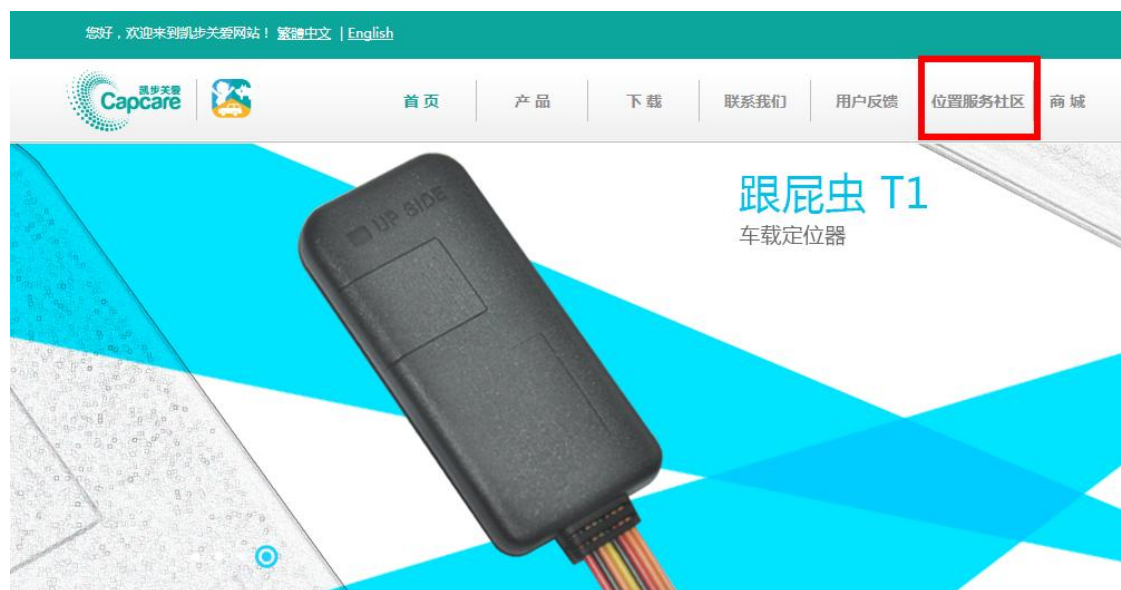 您好，欢迎来到凯步关爱网站！ 繁體中文 | English
凯步关爱
Capcare
首 页 产 品 下 载 联系我们 用户反馈 位置服务社区 商 城
UP SIDE
跟屁虫 T1
车载定位器